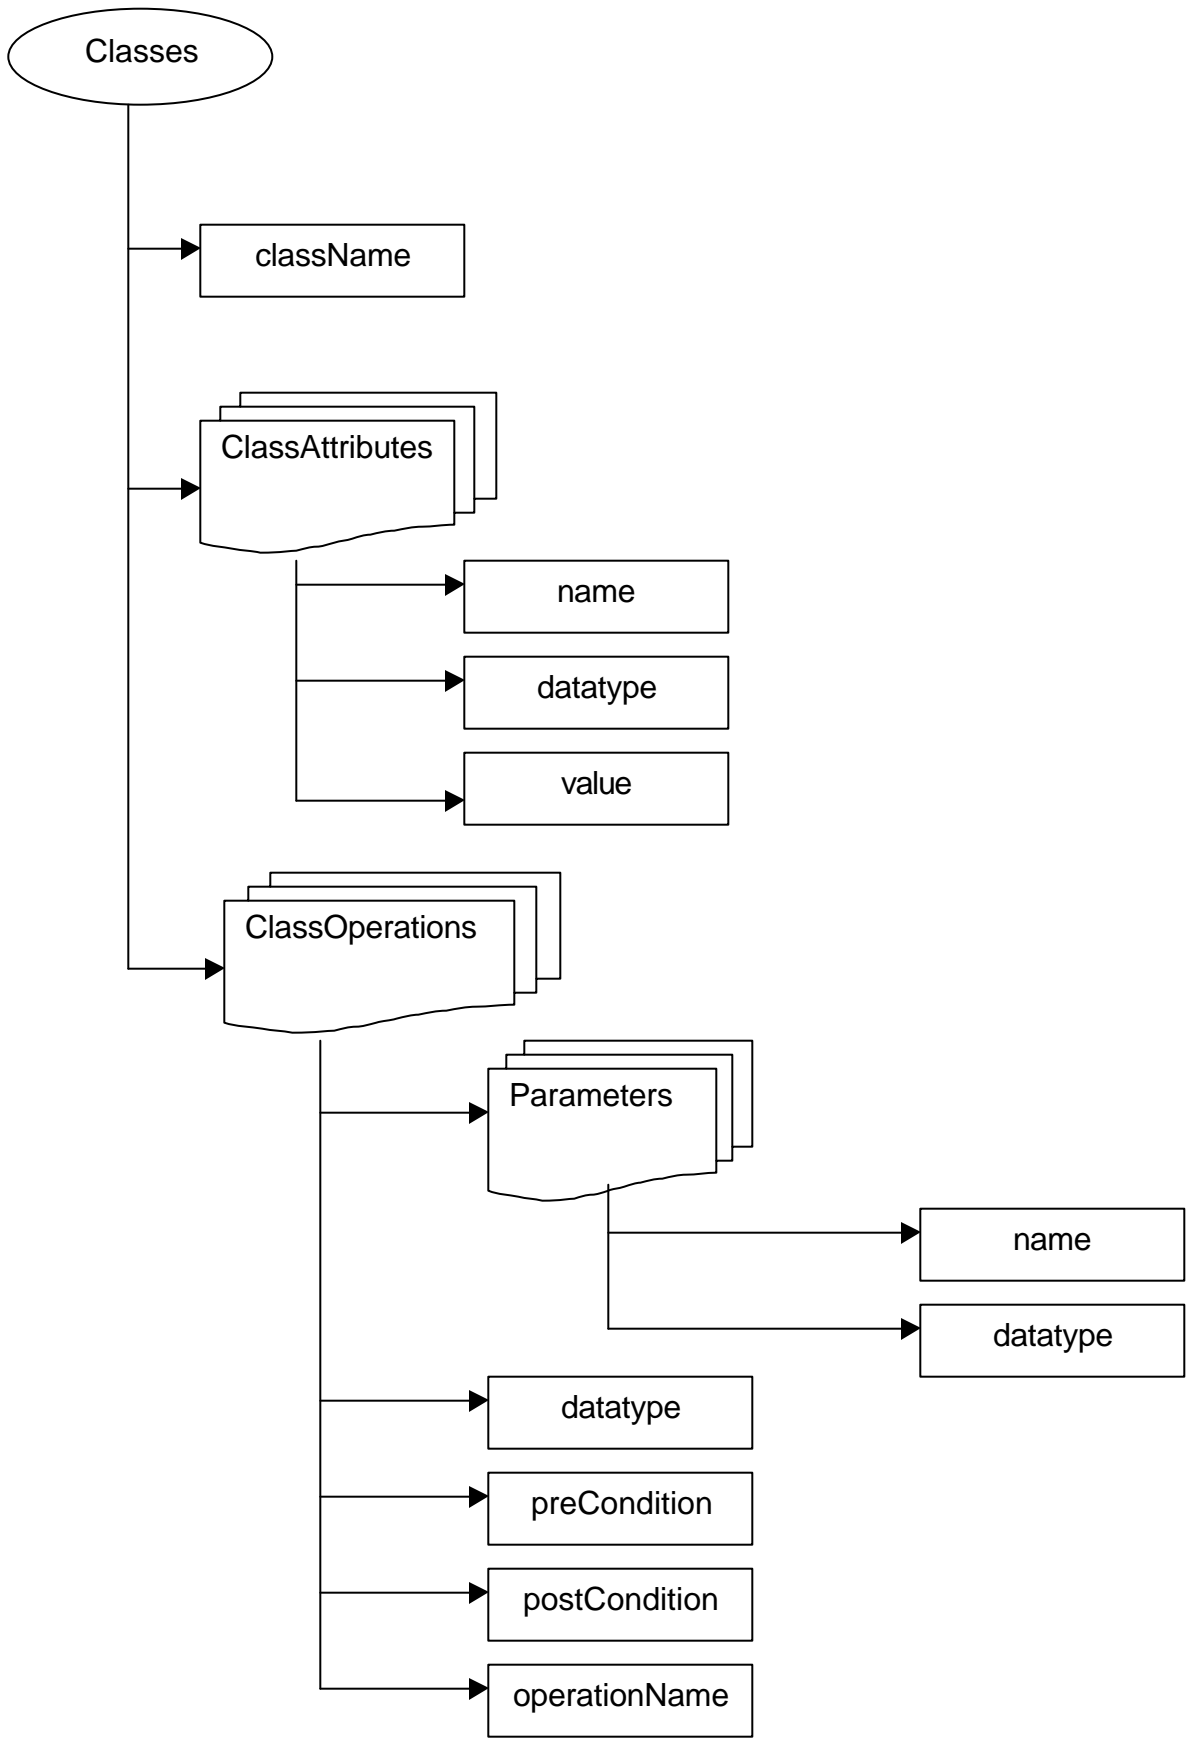 Classes
className
ClassAttributes
name
datatype
value
ClassOperations
Parameters
name
datatype
datatype
preCondition
postCondition
operationName